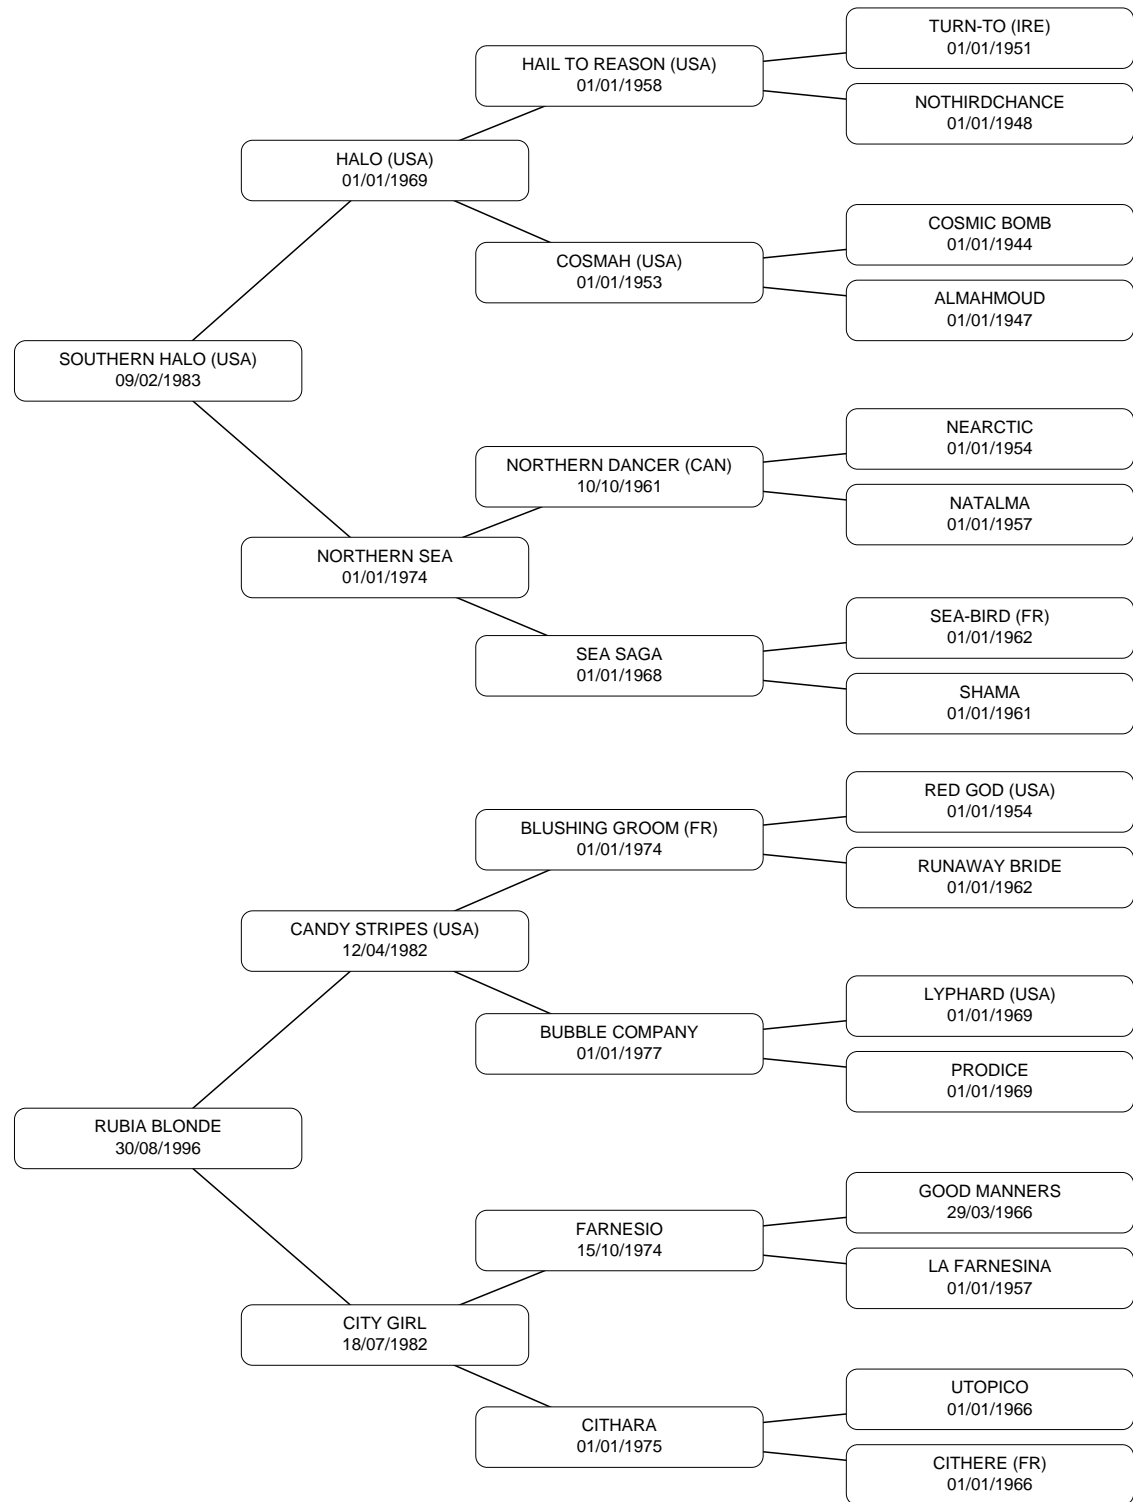 TURN-TO (IRE)
01/01/1951
HAIL TO REASON (USA)
01/01/1958
NOTHIRDCHANCE
01/01/1948
HALO (USA)
01/01/1969
COSMIC BOMB
01/01/1944
COSMAH (USA)
01/01/1953
ALMAHMOUD
01/01/1947
SOUTHERN HALO (USA)
09/02/1983
NEARCTIC
01/01/1954
NORTHERN DANCER (CAN)
10/10/1961
NATALMA
01/01/1957
NORTHERN SEA
01/01/1974
SEA-BIRD (FR)
01/01/1962
SEA SAGA
01/01/1968
SHAMA
01/01/1961
RED GOD (USA)
01/01/1954
BLUSHING GROOM (FR)
01/01/1974
RUNAWAY BRIDE
01/01/1962
CANDY STRIPES (USA)
12/04/1982
LYPHARD (USA)
01/01/1969
BUBBLE COMPANY
01/01/1977
PRODICE
01/01/1969
RUBIA BLONDE
30/08/1996
GOOD MANNERS
29/03/1966
FARNESIO
15/10/1974
LA FARNESINA
01/01/1957
CITY GIRL
18/07/1982
UTOPICO
01/01/1966
CITHARA
01/01/1975
CITHERE (FR)
01/01/1966